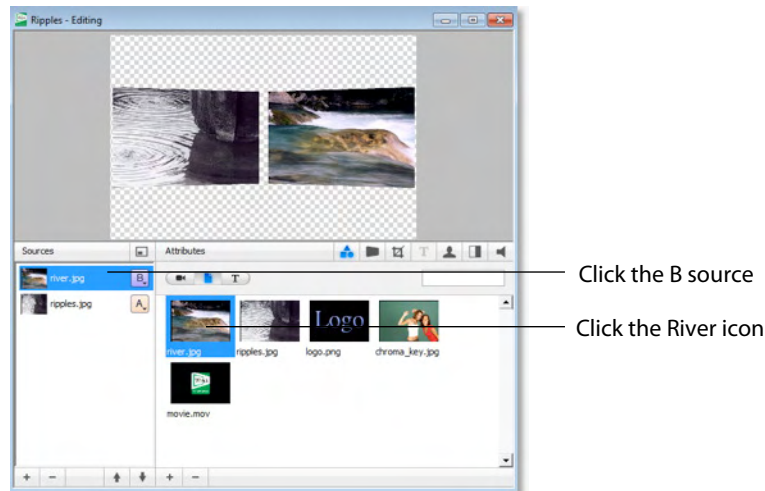 Ripples - Editing
Sources
Attributes
river.jpg
B
T
ripples.jpg
A
Logo
river.jpg
ripples.jpg
logo.png
chroma_key.jpg
movie.mov
Click the B source
Click the River icon